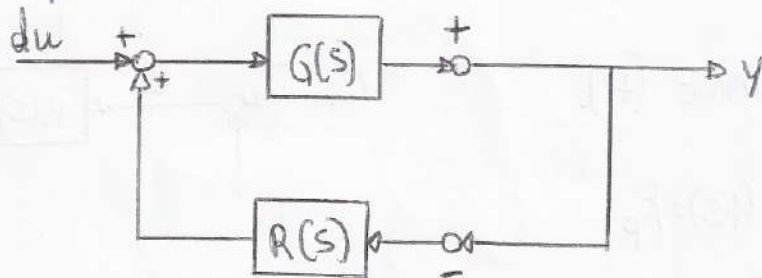 du + + G(S) + y
R(S) -